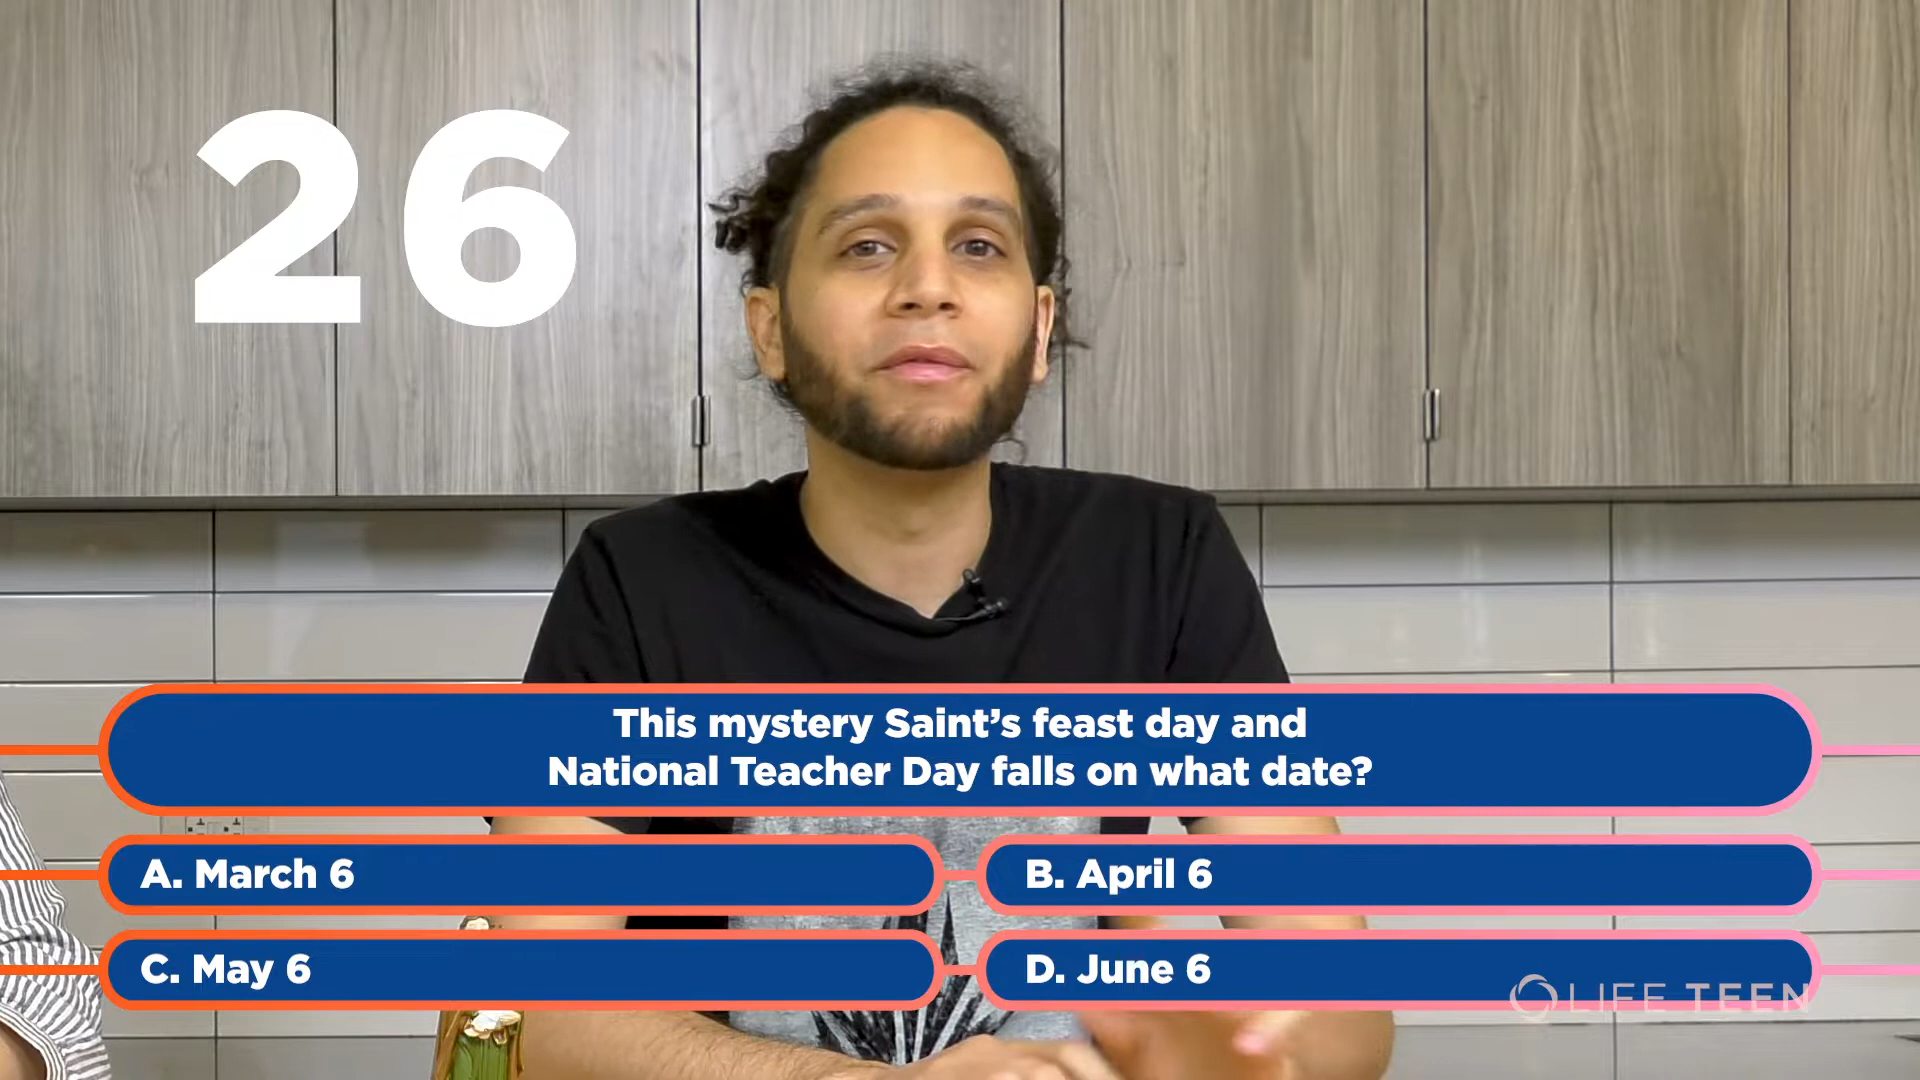 26
This mystery Saint's feast day and
National Teacher Day falls on what date?
A. March 6
B. April 6
C. May 6
D. June 6
LIFE TEEN